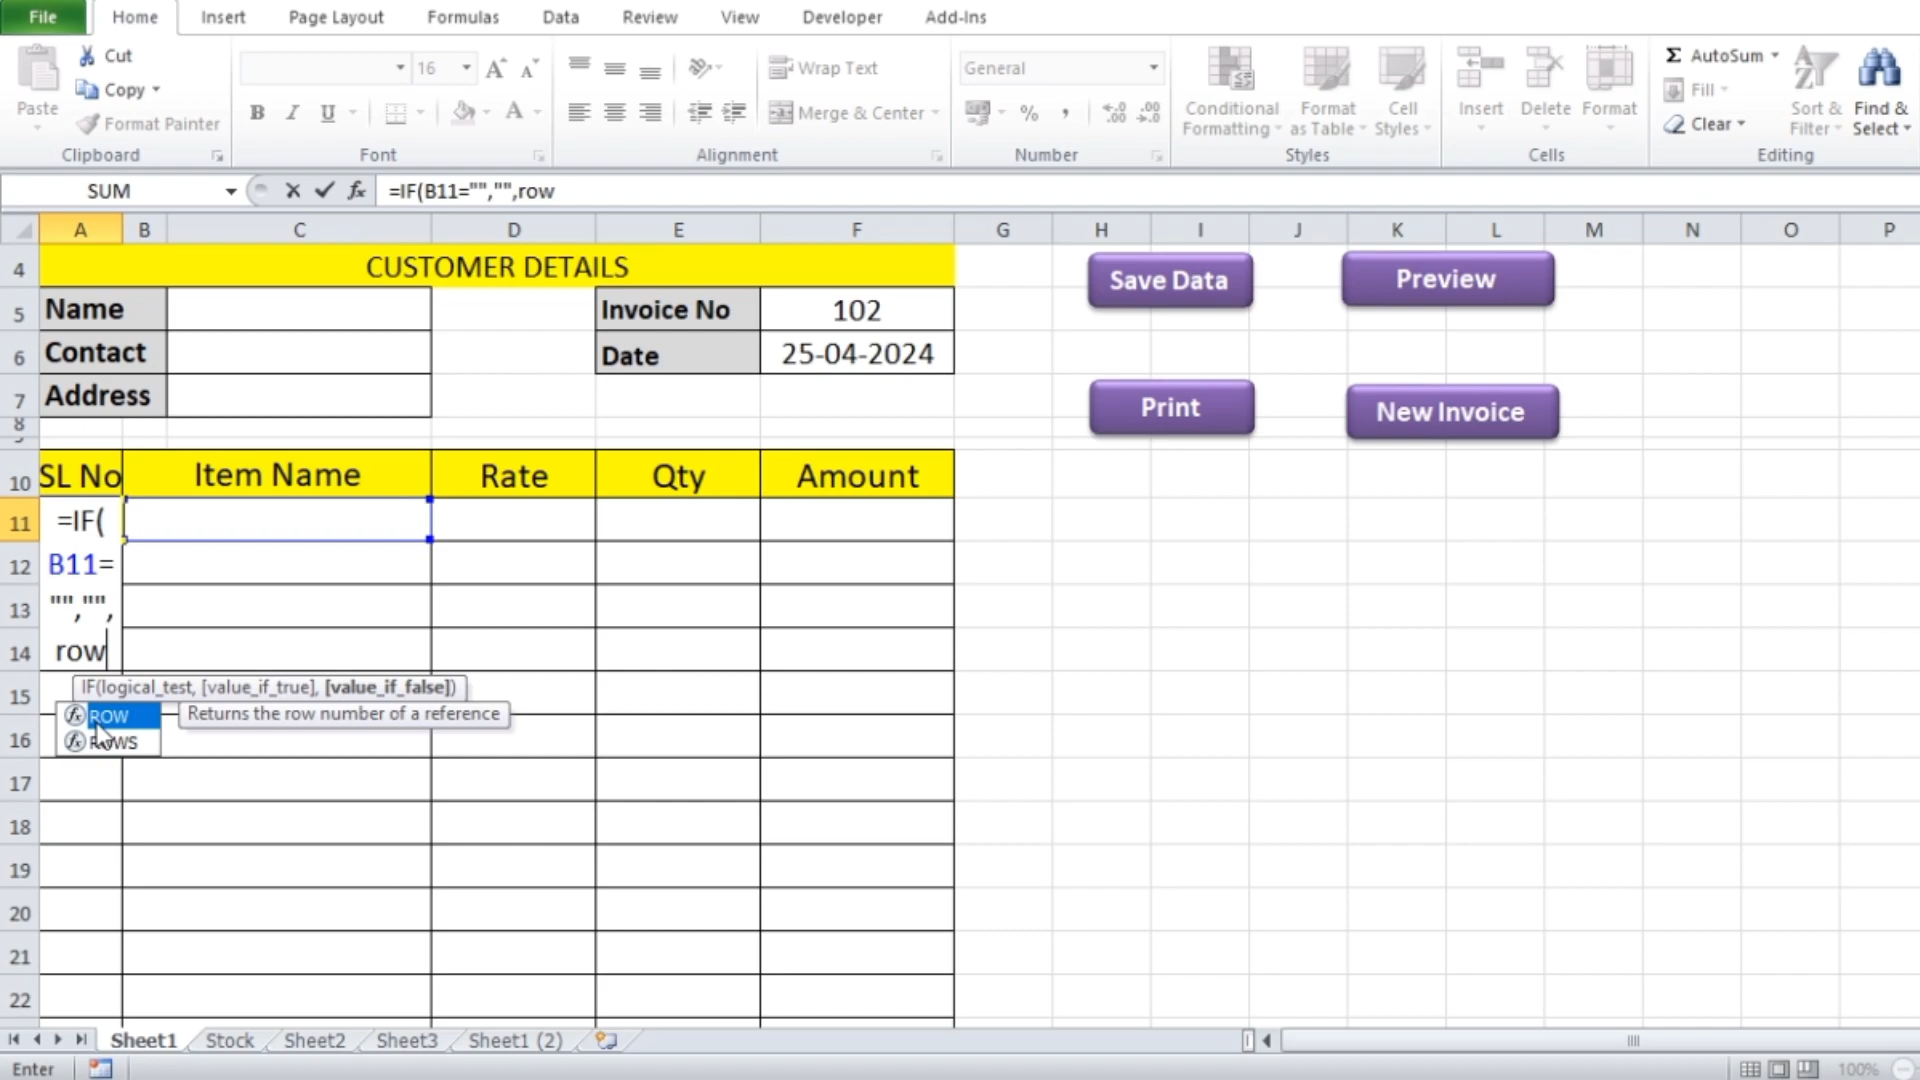 File Home Insert Page Layout Formulas Data Review View Developer Add-Ins
Paste Cut Copy Format Painter Clipboard
16 A A B I U A Font
Wrap Text Merge & Center Alignment
General % , .0 .00 .00 .0 Number
Conditional Formatting Format as Table Cell Styles Styles
Insert Delete Format Cells
Σ AutoSum Fill Clear Sort & Filter Find & Select Editing
SUM fx =IF(B11="","",row
A B C D E F G H I J K L M N O P
4 CUSTOMER DETAILS Save Data Preview
5 Name Invoice No 102
6 Contact Date 25-04-2024
7 Address Print New Invoice
8
9
10 SL No Item Name Rate Qty Amount
11 =IF(
12 B11=
13 "","",
14 row
15 IF(logical_test, [value_if_true], [value_if_false])
ROW Returns the row number of a reference
16 ROWS
17
18
19
20
21
22
Sheet1 Stock Sheet2 Sheet3 Sheet1 (2)
Enter 100%